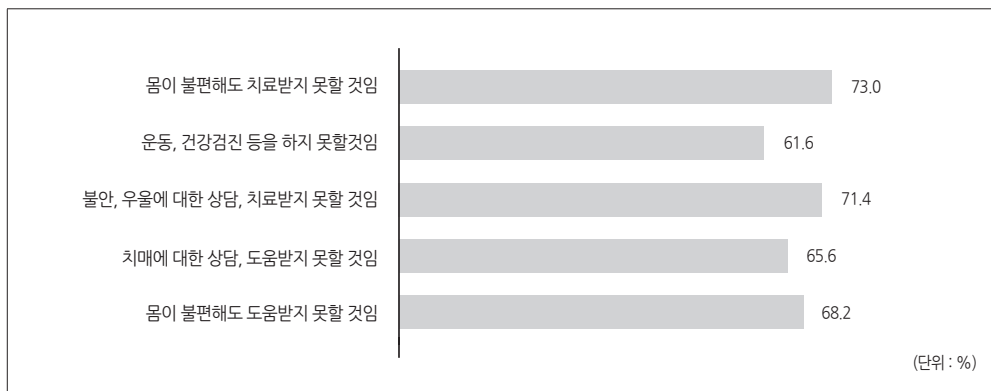 몸이 불편해도 치료받지 못할 것임 73.0
운동, 건강검진 등을 하지 못할것임 61.6
불안, 우울에 대한 상담, 치료받지 못할 것임 71.4
치매에 대한 상담, 도움받지 못할 것임 65.6
몸이 불편해도 도움받지 못할 것임 68.2
(단위 : %)